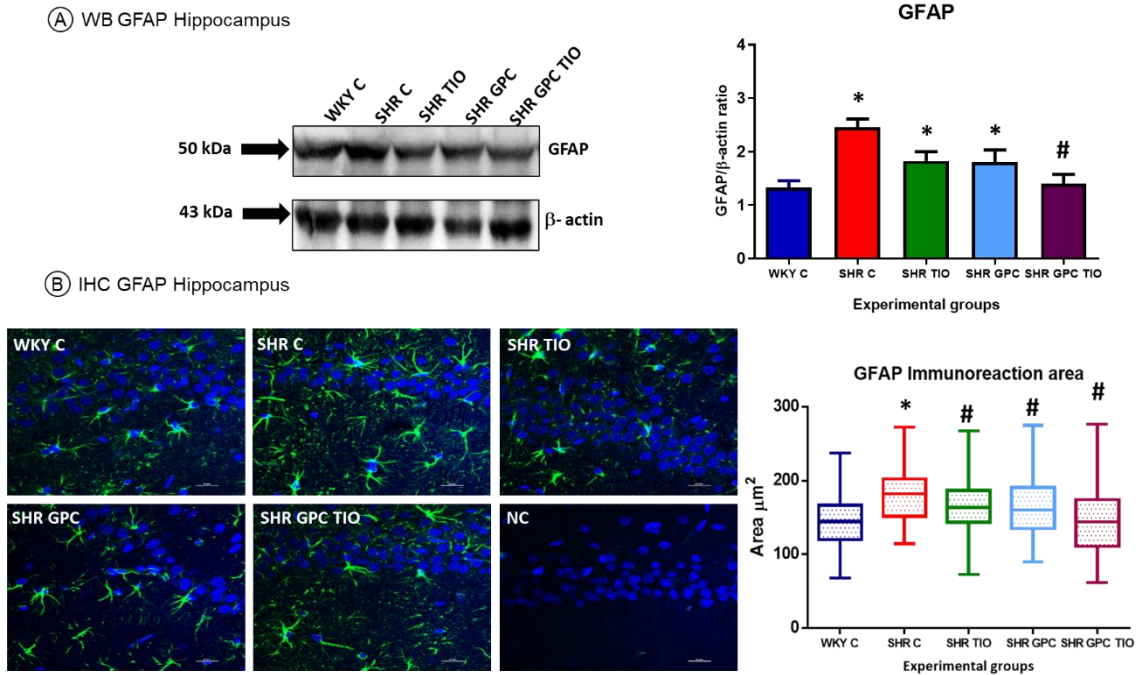 A WB GFAP Hippocampus
WKY C
SHR C
SHR TIO
SHR GPC
SHR GPC TIO
50 kDa
GFAP
43 kDa
β- actin
GFAP
GFAP/β-actin ratio
4
3
2
1
0
*
*
*
#
WKY C
SHR C
SHR TIO
SHR GPC
SHR GPC TIO
Experimental groups
B IHC GFAP Hippocampus
WKY C
SHR C
SHR TIO
SHR GPC
SHR GPC TIO
NC
GFAP Immunoreaction area
Area µm²
300
200
100
0
*
#
#
#
WKY C
SHR C
SHR TIO
SHR GPC
SHR GPC TIO
Experimental groups